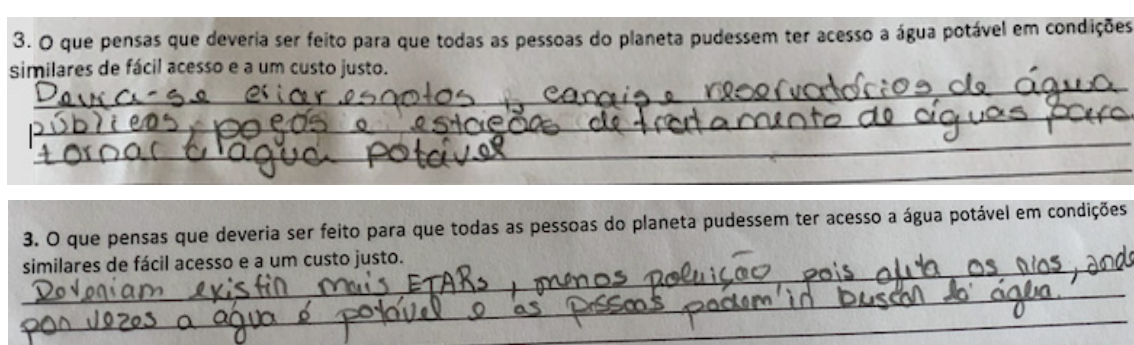 3. O que pensas que deveria ser feito para que todas as pessoas do planeta pudessem ter acesso a água potável em condições
similares de fácil acesso e a um custo justo.
Devia-se criar esgotos, canais e reservatórios de água
públicos, poços e estações de tratamento de águas para
tornar a água potável
3. O que pensas que deveria ser feito para que todas as pessoas do planeta pudessem ter acesso a água potável em condições
similares de fácil acesso e a um custo justo.
Deveriam existir mais ETARs, menos poluição pois afeta os rios, onde
por vezes a agua é potável e as pessoas podem ir buscar lá água.